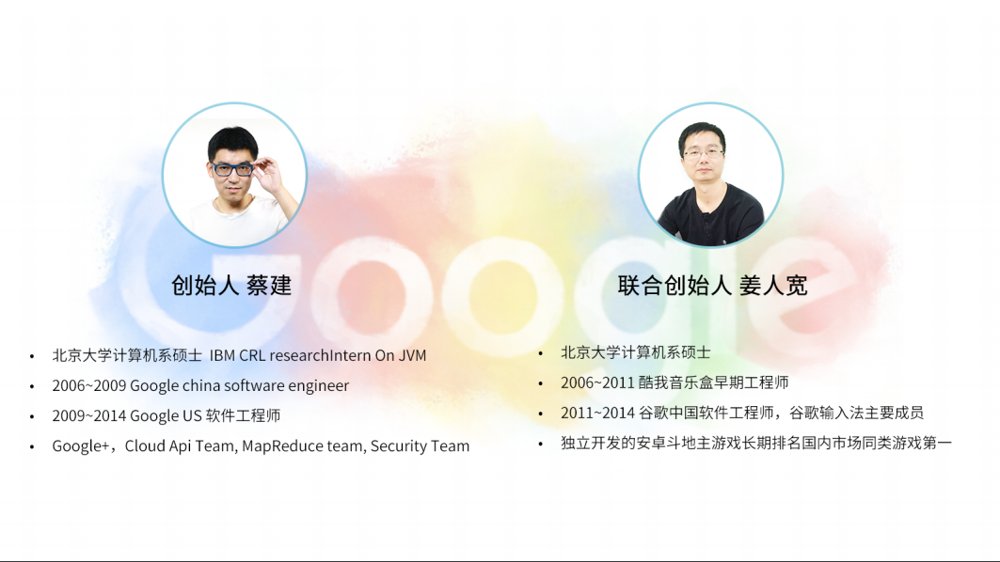 Google
创始人 蔡建
北京大学计算机系硕士 IBM CRL researchIntern On JVM
2006~2009 Google china software engineer
2009~2014 Google US 软件工程师
Google+，Cloud Api Team, MapReduce team, Security Team
联合创始人 姜人宽
北京大学计算机系硕士
2006~2011 酷我音乐盒早期工程师
2011~2014 谷歌中国软件工程师，谷歌输入法主要成员
独立开发的安卓斗地主游戏长期排名国内市场同类游戏第一